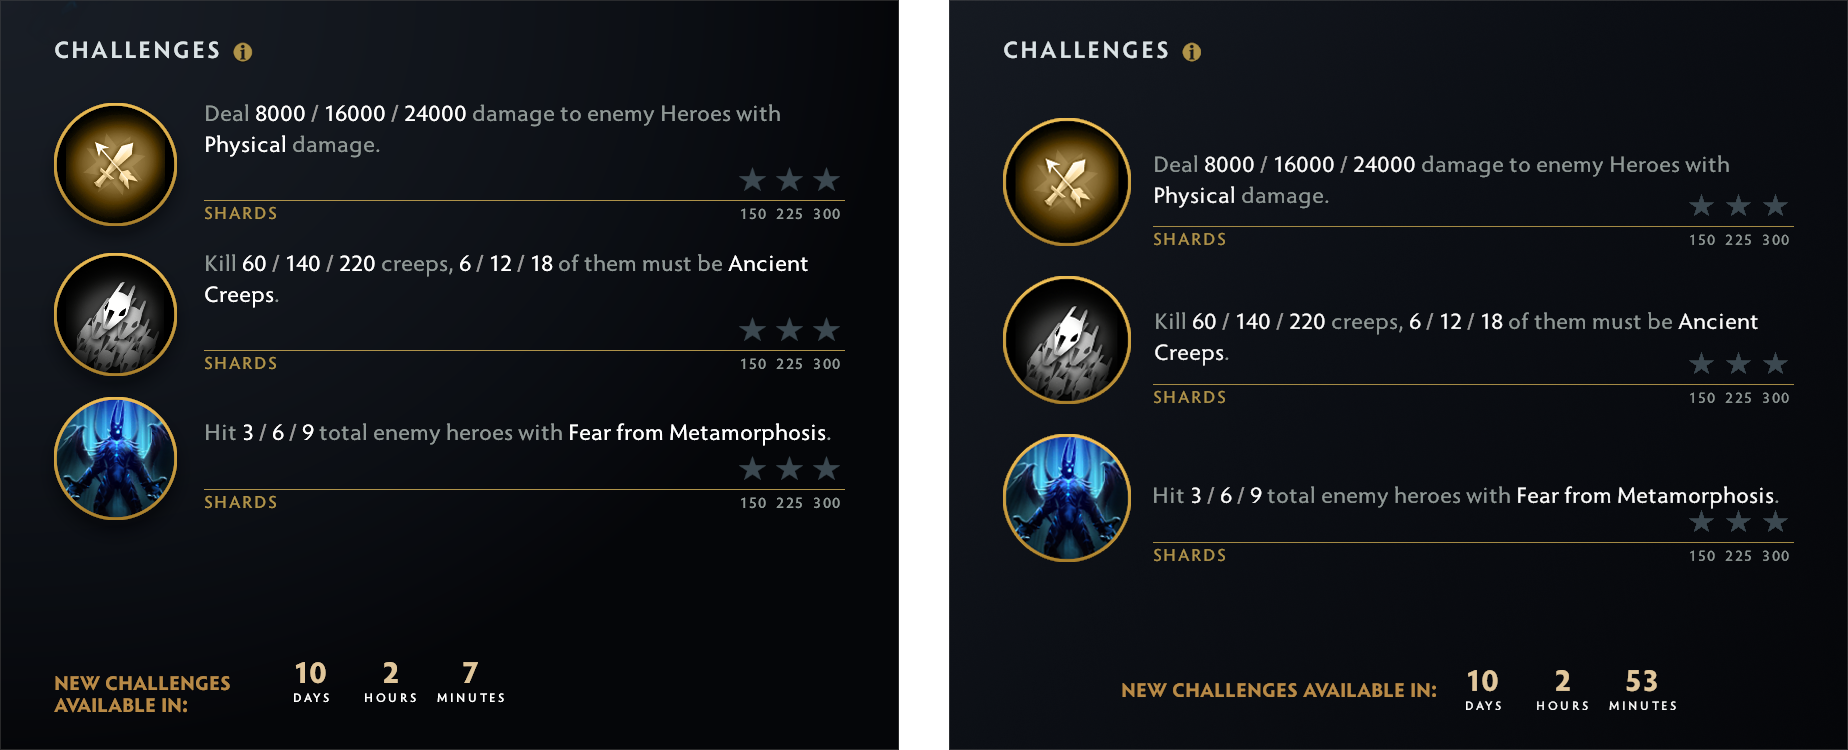 CHALLENGES
Deal 8000 / 16000 / 24000 damage to enemy Heroes with
Physical damage.
SHARDS 150 225 300
Kill 60 / 140 / 220 creeps, 6 / 12 / 18 of them must be Ancient
Creeps.
SHARDS 150 225 300
Hit 3 / 6 / 9 total enemy heroes with Fear from Metamorphosis.
SHARDS 150 225 300
NEW CHALLENGES
AVAILABLE IN:
10 2 7
DAYS HOURS MINUTES
CHALLENGES
Deal 8000 / 16000 / 24000 damage to enemy Heroes with
Physical damage.
SHARDS 150 225 300
Kill 60 / 140 / 220 creeps, 6 / 12 / 18 of them must be Ancient
Creeps.
SHARDS 150 225 300
Hit 3 / 6 / 9 total enemy heroes with Fear from Metamorphosis.
SHARDS 150 225 300
NEW CHALLENGES AVAILABLE IN:
10 2 53
DAYS HOURS MINUTES